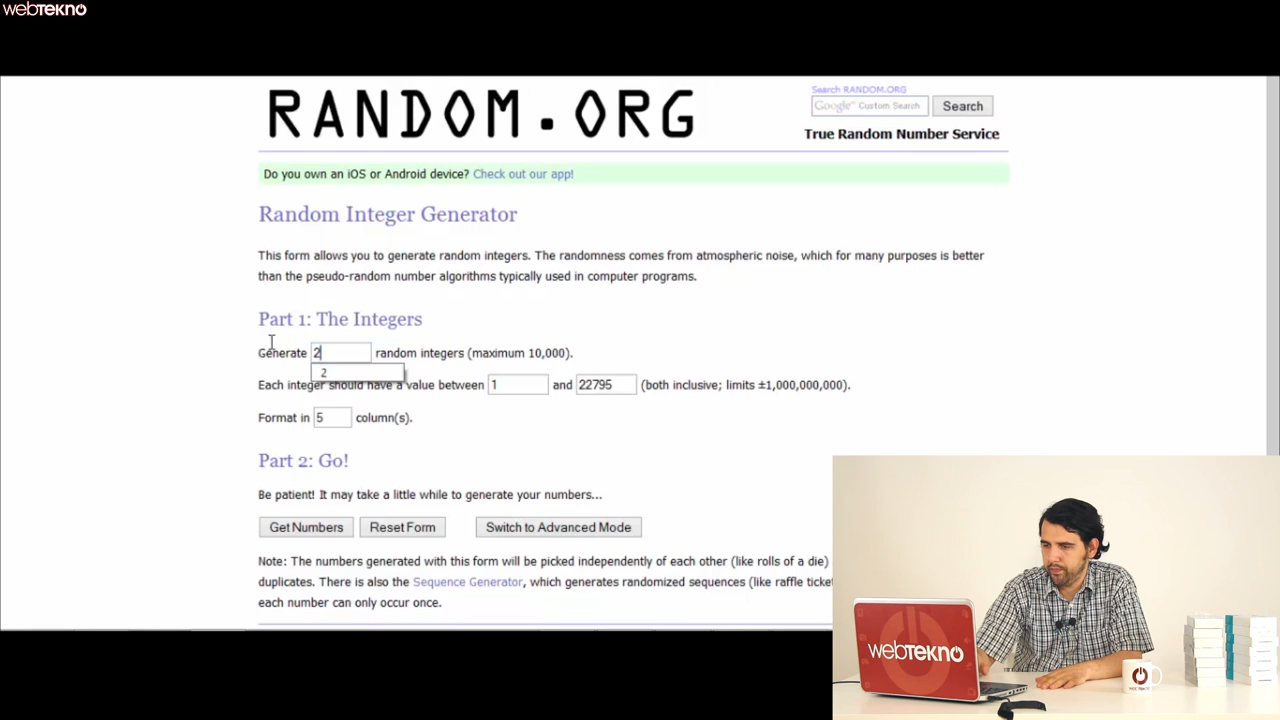 webtekno
RANDOM.ORG
Search RANDOM.ORG
Google™ Custom Search Search
True Random Number Service
Do you own an iOS or Android device? Check out our app!
Random Integer Generator
This form allows you to generate random integers. The randomness comes from atmospheric noise, which for many purposes is better
than the pseudo-random number algorithms typically used in computer programs.
Part 1: The Integers
Generate 2 random integers (maximum 10,000).
2
Each integer should have a value between 1 and 22795 (both inclusive; limits ±1,000,000,000).
Format in 5 column(s).
Part 2: Go!
Be patient! It may take a little while to generate your numbers...
Get Numbers Reset Form Switch to Advanced Mode
Note: The numbers generated with this form will be picked independently of each other (like rolls of a die)
duplicates. There is also the Sequence Generator, which generates randomized sequences (like raffle ticket
each number can only occur once.
webtekno